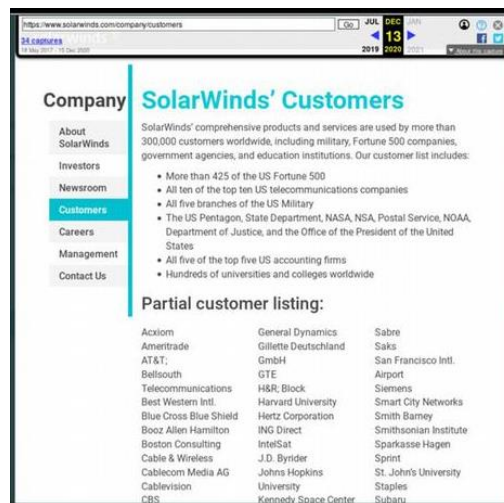 https://www.solarwinds.com/company/customers
Go
JUL DEC JAN
13
2019 2020 2021
34 captures
About this capture
Company
About
SolarWinds
Investors
Newsroom
Customers
Careers
Management
Contact Us
SolarWinds’ Customers
SolarWinds’ comprehensive products and services are used by more than
300,000 customers worldwide, including military, Fortune 500 companies,
government agencies, and education institutions. Our customer list includes:
• More than 425 of the US Fortune 500
• All ten of the top ten US telecommunications companies
• All five branches of the US Military
• The US Pentagon, State Department, NASA, NSA, Postal Service, NOAA,
Department of Justice, and the Office of the President of the United
States
• All five of the top five US accounting firms
• Hundreds of universities and colleges worldwide
Partial customer listing:
Acxiom
Ameritrade
AT&T;
Bellsouth
Telecommunications
Best Western Intl.
Blue Cross Blue Shield
Booz Allen Hamilton
Boston Consulting
Cable & Wireless
Cablecom Media AG
Cablevision
CBS
General Dynamics
Gillette Deutschland
GmbH
GTE
H&R; Block
Harvard University
Hertz Corporation
ING Direct
IntelSat
J.D. Byrider
Johns Hopkins
University
Kennedy Space Center
Sabre
Saks
San Francisco Intl.
Airport
Siemens
Smart City Networks
Smith Barney
Smithsonian Institute
Sparkasse Hagen
Sprint
St. John's University
Staples
Subaru